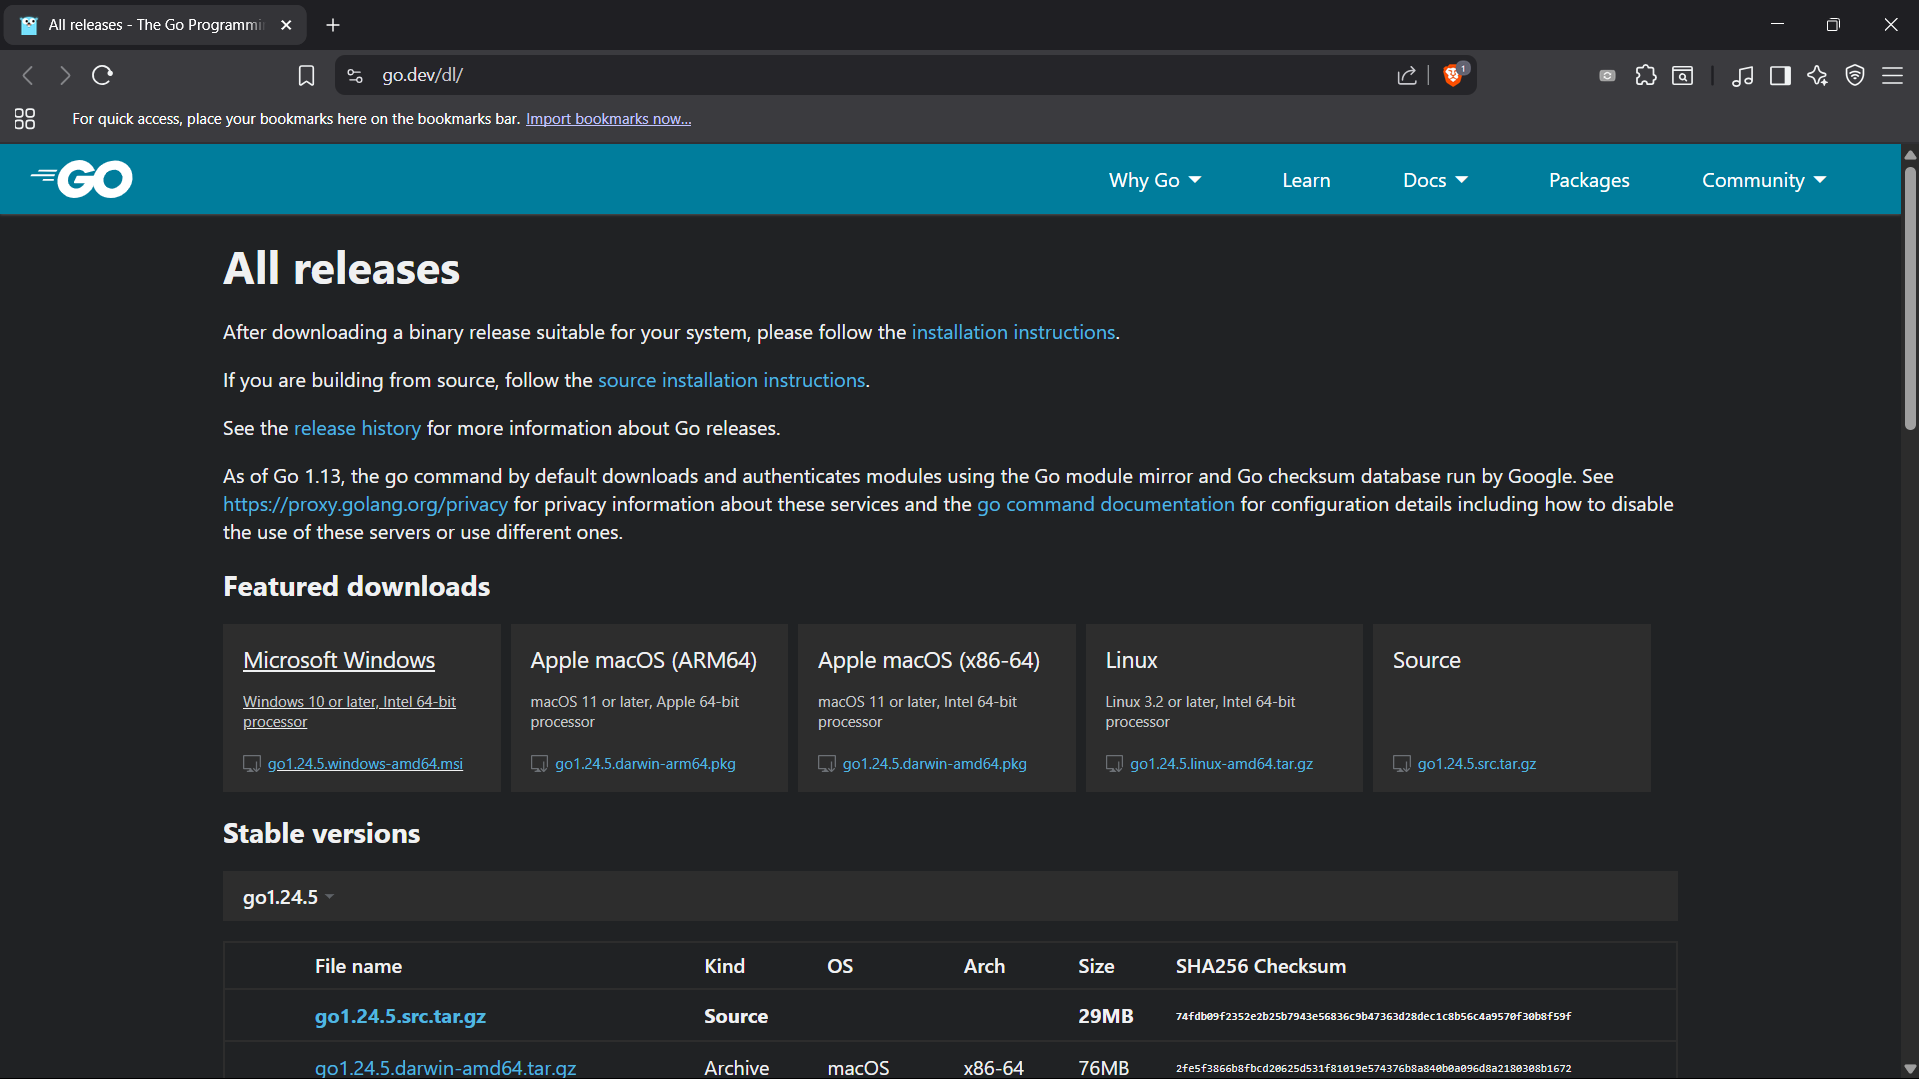 All releases - The Go Programmi
go.dev/dl/
1
For quick access, place your bookmarks here on the bookmarks bar. Import bookmarks now...
GO
Why Go
Learn
Docs
Packages
Community
All releases
After downloading a binary release suitable for your system, please follow the installation instructions.
If you are building from source, follow the source installation instructions.
See the release history for more information about Go releases.
As of Go 1.13, the go command by default downloads and authenticates modules using the Go module mirror and Go checksum database run by Google. See
https://proxy.golang.org/privacy for privacy information about these services and the go command documentation for configuration details including how to disable
the use of these servers or use different ones.
Featured downloads
Microsoft Windows
Windows 10 or later, Intel 64-bit
processor
go1.24.5.windows-amd64.msi
Apple macOS (ARM64)
macOS 11 or later, Apple 64-bit
processor
go1.24.5.darwin-arm64.pkg
Apple macOS (x86-64)
macOS 11 or later, Intel 64-bit
processor
go1.24.5.darwin-amd64.pkg
Linux
Linux 3.2 or later, Intel 64-bit
processor
go1.24.5.linux-amd64.tar.gz
Source
go1.24.5.src.tar.gz
Stable versions
go1.24.5
File name Kind OS Arch Size SHA256 Checksum
go1.24.5.src.tar.gz Source 29MB 74fdb09f2352e2b25b7943e56836c9b47363d28dec1c8b56c4a9570f30b8f59f
go1.24.5.darwin-amd64.tar.gz Archive macOS x86-64 76MB 2fe5f3866b8fbcd20625d531f81019e574376b8a840b0a096d8a2180308b1672